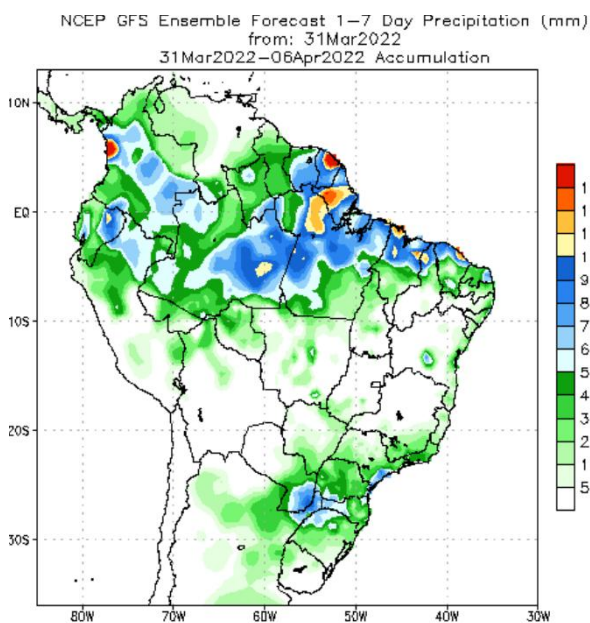 NCEP GFS Ensemble Forecast 1-7 Day Precipitation (mm)
from: 31Mar2022
31Mar2022-06Apr2022 Accumulation
10N
EQ
10S
20S
30S
80W
70W
60W
50W
40W
30W
1
1
1
1
9
8
7
6
5
4
3
2
1
5